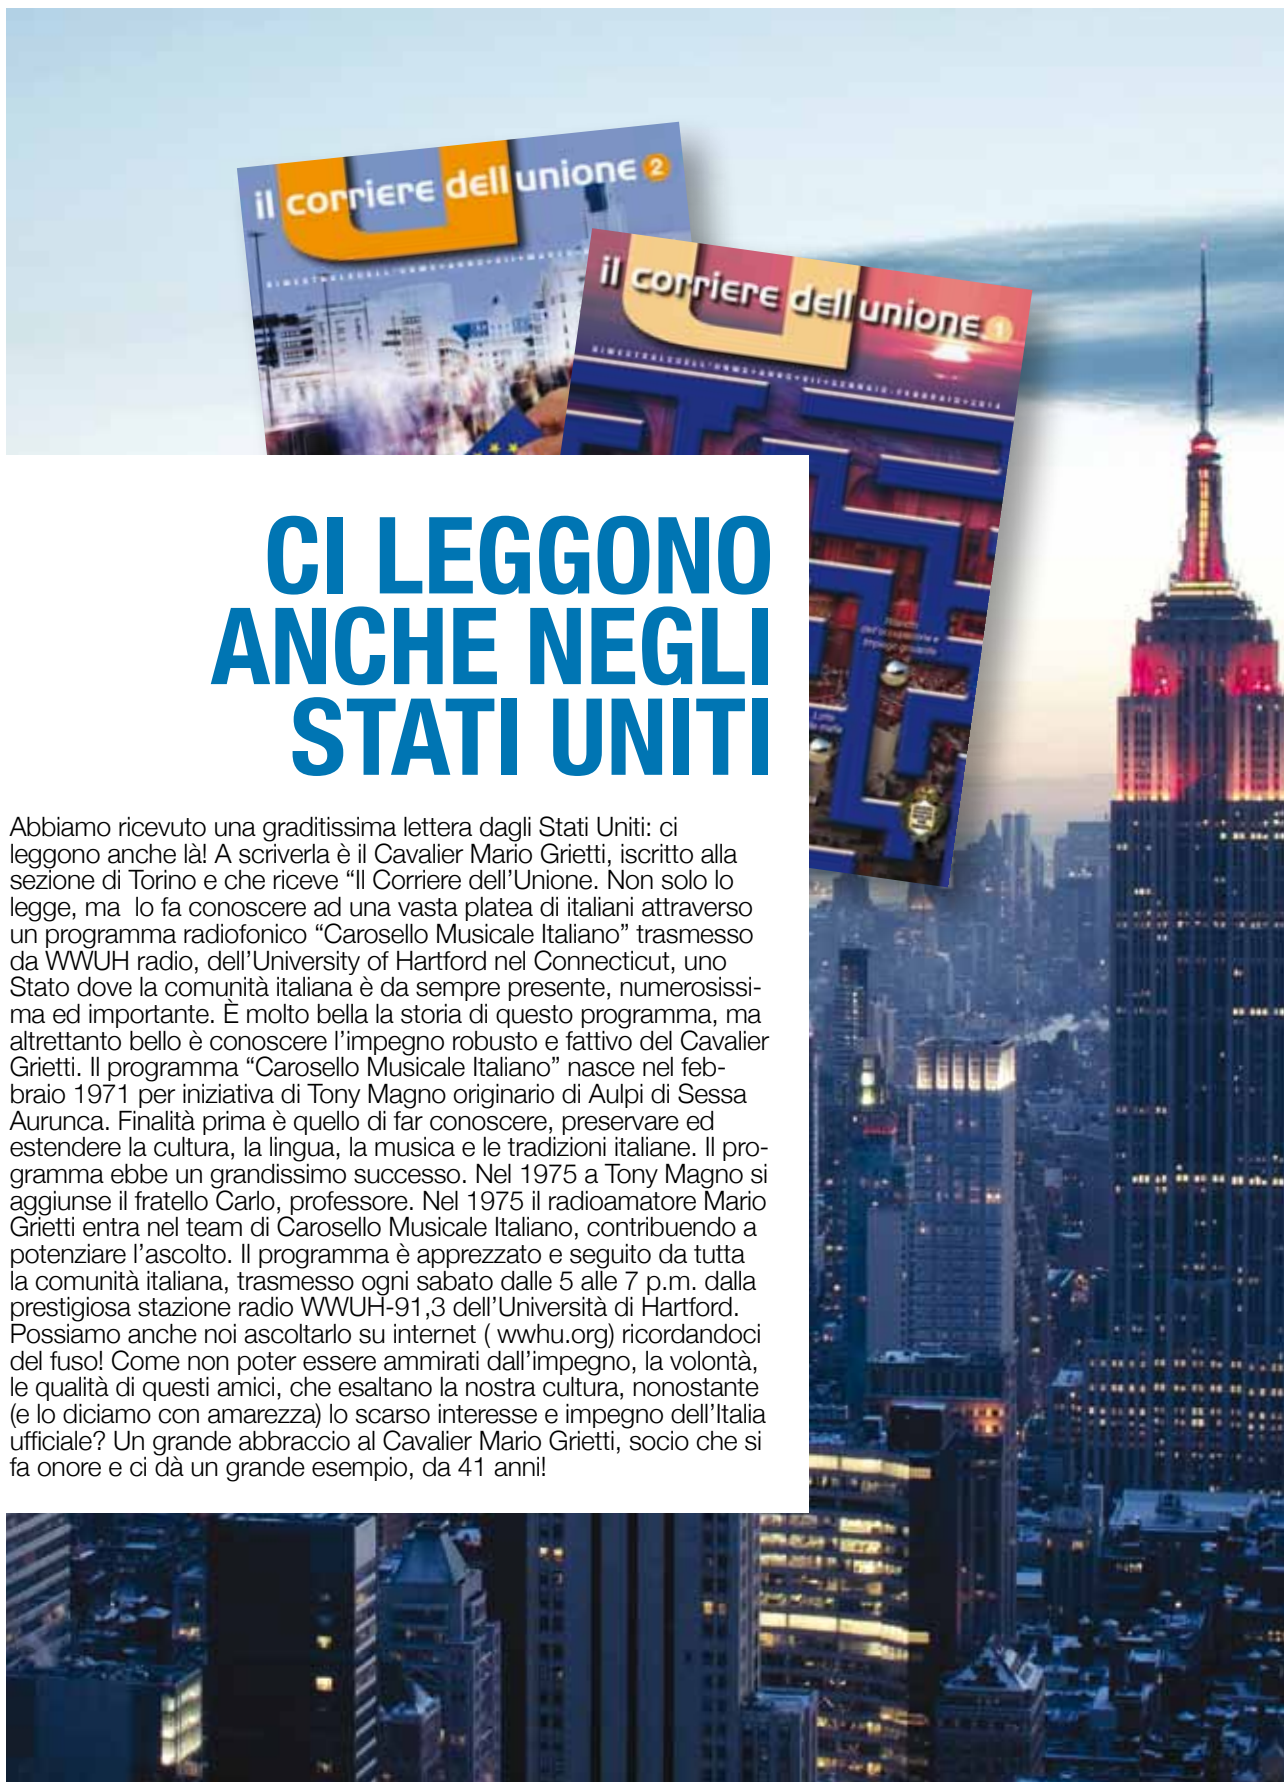 il corriere dell'unione 2
il corriere dell'unione 1
BIMESTRALE DELL'UNMS • ANNO VII • GENNAIO-FEBBRAIO • 2014
CI LEGGONO
ANCHE NEGLI
STATI UNITI
Abbiamo ricevuto una graditissima lettera dagli Stati Uniti: ci
leggono anche là! A scriverla è il Cavalier Mario Grietti, iscritto alla
sezione di Torino e che riceve “Il Corriere dell’Unione. Non solo lo
legge, ma  lo fa conoscere ad una vasta platea di italiani attraverso
un programma radiofonico “Carosello Musicale Italiano” trasmesso
da WWUH radio, dell’University of Hartford nel Connecticut, uno
Stato dove la comunità italiana è da sempre presente, numerosissi-
ma ed importante. È molto bella la storia di questo programma, ma
altrettanto bello è conoscere l’impegno robusto e fattivo del Cavalier
Grietti. Il programma “Carosello Musicale Italiano” nasce nel feb-
braio 1971 per iniziativa di Tony Magno originario di Aulpi di Sessa
Aurunca. Finalità prima è quello di far conoscere, preservare ed
estendere la cultura, la lingua, la musica e le tradizioni italiane. Il pro-
gramma ebbe un grandissimo successo. Nel 1975 a Tony Magno si
aggiunse il fratello Carlo, professore. Nel 1975 il radioamatore Mario
Grietti entra nel team di Carosello Musicale Italiano, contribuendo a
potenziare l’ascolto. Il programma è apprezzato e seguito da tutta
la comunità italiana, trasmesso ogni sabato dalle 5 alle 7 p.m. dalla
prestigiosa stazione radio WWUH-91,3 dell’Università di Hartford.
Possiamo anche noi ascoltarlo su internet ( wwhu.org) ricordandoci
del fuso! Come non poter essere ammirati dall’impegno, la volontà,
le qualità di questi amici, che esaltano la nostra cultura, nonostante
(e lo diciamo con amarezza) lo scarso interesse e impegno dell’Italia
ufficiale? Un grande abbraccio al Cavalier Mario Grietti, socio che si
fa onore e ci dà un grande esempio, da 41 anni!